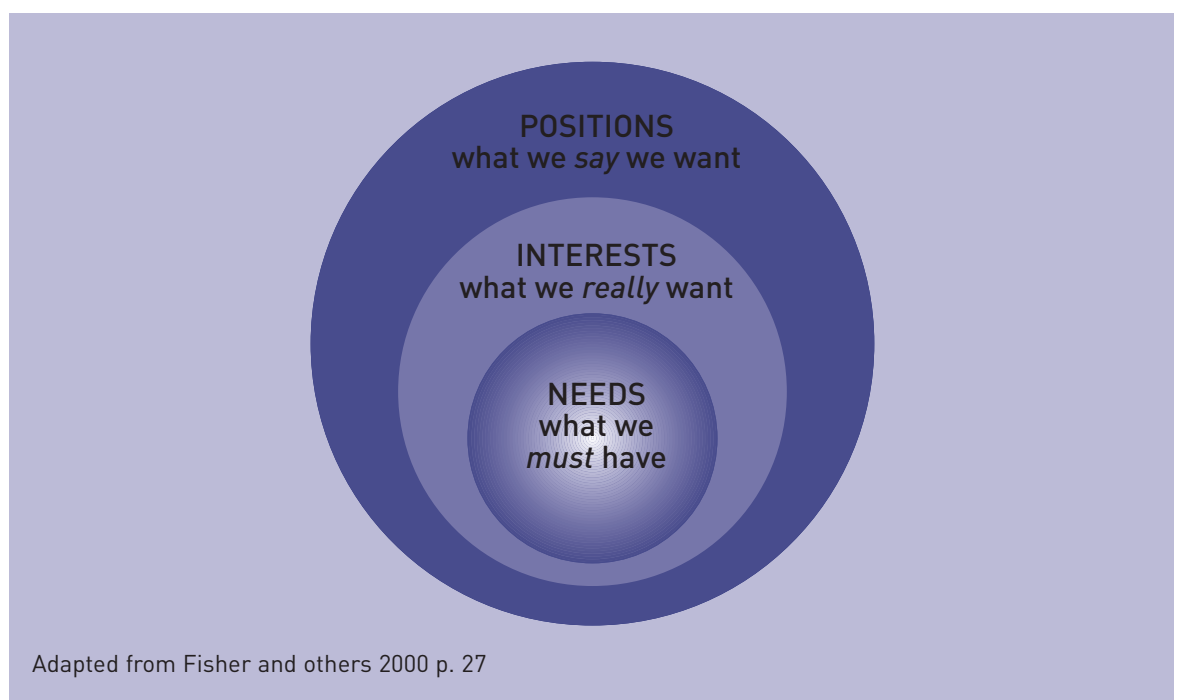 POSITIONS
what we say we want
INTERESTS
what we really want
NEEDS
what we
must have
Adapted from Fisher and others 2000 p. 27